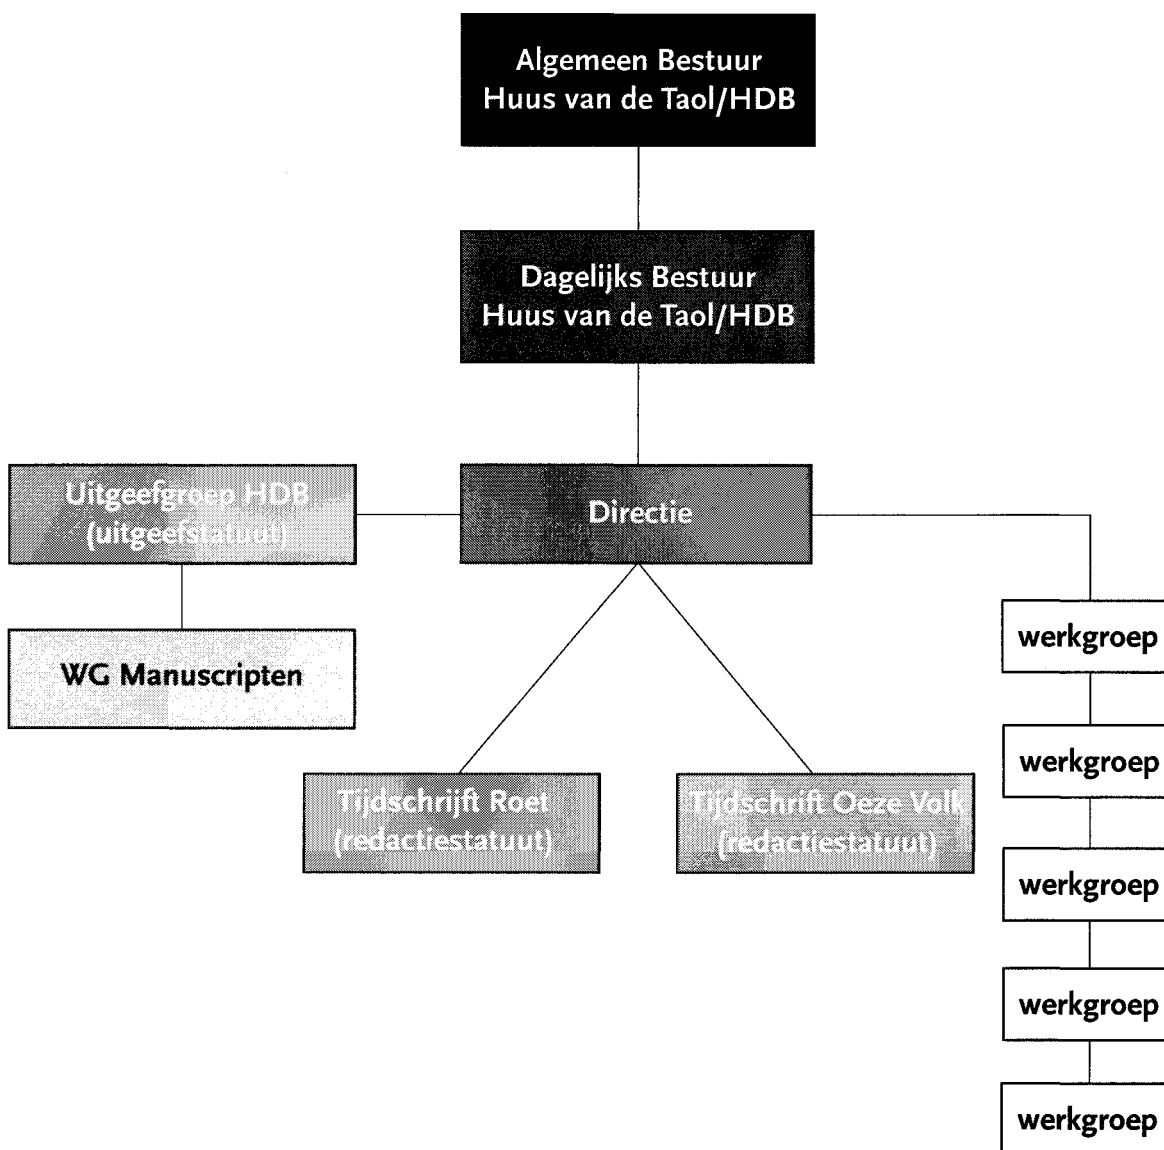 Algemeen Bestuur
Huus van de Taol/HDB
Dagelijks Bestuur
Huus van de Taol/HDB
Uitgeefgroep HDB
(uitgeefstatuut)
Directie
WG Manuscripten
werkgroep
werkgroep
Tijdschrijft Roet
(redactiestatuut)
Tijdschrift Oeze Volk
(redactiestatuut)
werkgroep
werkgroep
werkgroep